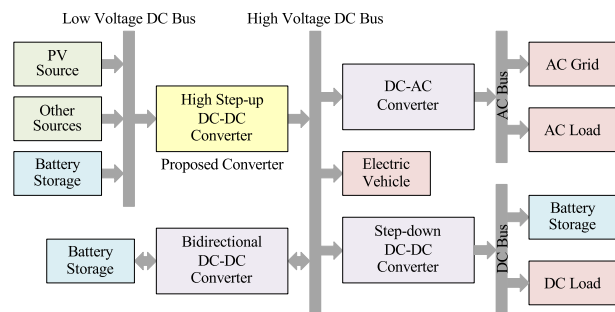 Low Voltage DC Bus
High Voltage DC Bus
PV
Source
Other
Sources
Battery
Storage
High Step-up
DC-DC
Converter
Proposed Converter
Battery
Storage
Bidirectional
DC-DC
Converter
DC-AC
Converter
Electric
Vehicle
Step-down
DC-DC
Converter
AC Bus
AC Grid
AC Load
DC Bus
Battery
Storage
DC Load